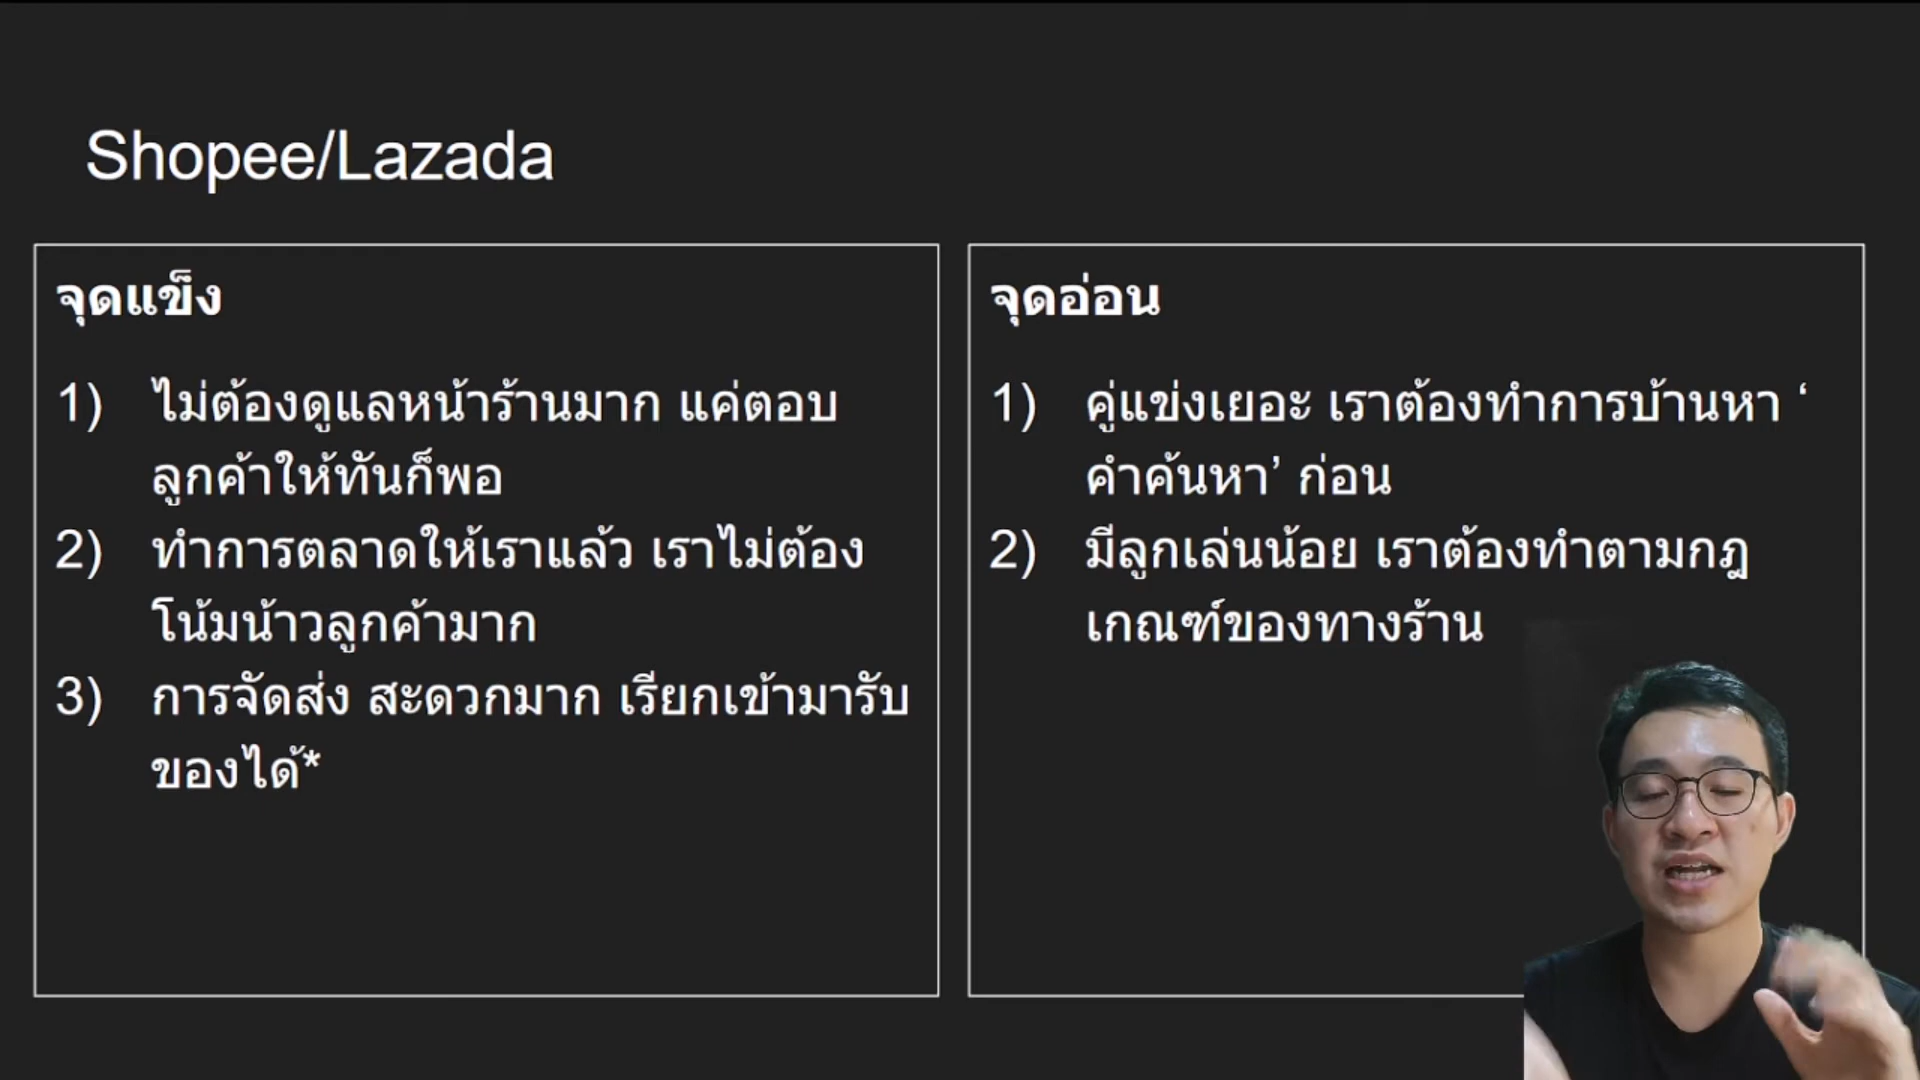 Shopee/Lazada
จุดแข็ง
1) ไม่ต้องดูแลหน้าร้านมาก แค่ตอบ
ลูกค้าให้ทันก็พอ
2) ทำการตลาดให้เราแล้ว เราไม่ต้อง
โน้มน้าวลูกค้ามาก
3) การจัดส่ง สะดวกมาก เรียกเข้ามารับ
ของได้*
จุดอ่อน
1) คู่แข่งเยอะ เราต้องทำการบ้านหา ‘
คำค้นหา’ ก่อน
2) มีลูกเล่นน้อย เราต้องทำตามกฎ
เกณฑ์ของทางร้าน